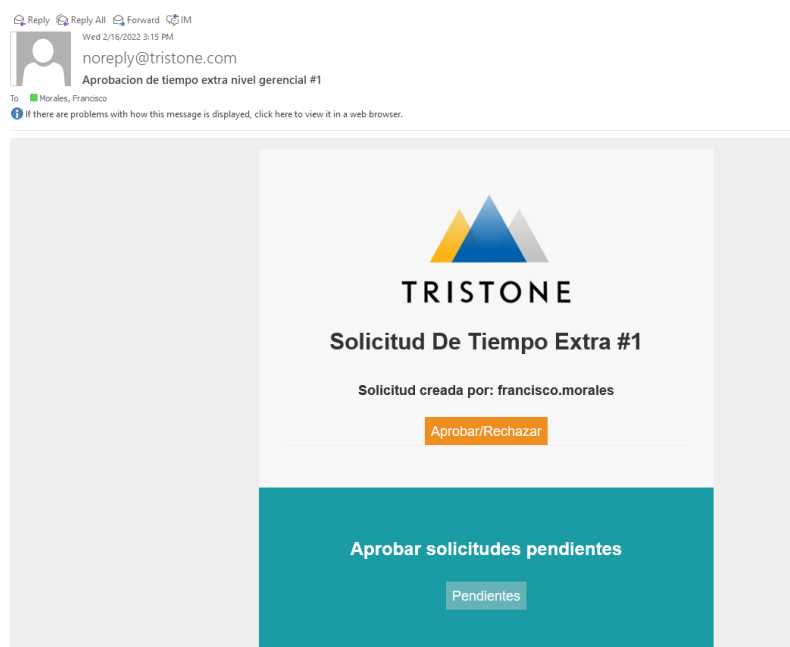 Reply Reply All Forward IM
Wed 2/16/2022 3:15 PM
noreply@tristone.com
Aprobacion de tiempo extra nivel gerencial #1
To Morales, Francisco
If there are problems with how this message is displayed, click here to view it in a web browser.
TRISTONE
Solicitud De Tiempo Extra #1
Solicitud creada por: francisco.morales
Aprobar/Rechazar
Aprobar solicitudes pendientes
Pendientes